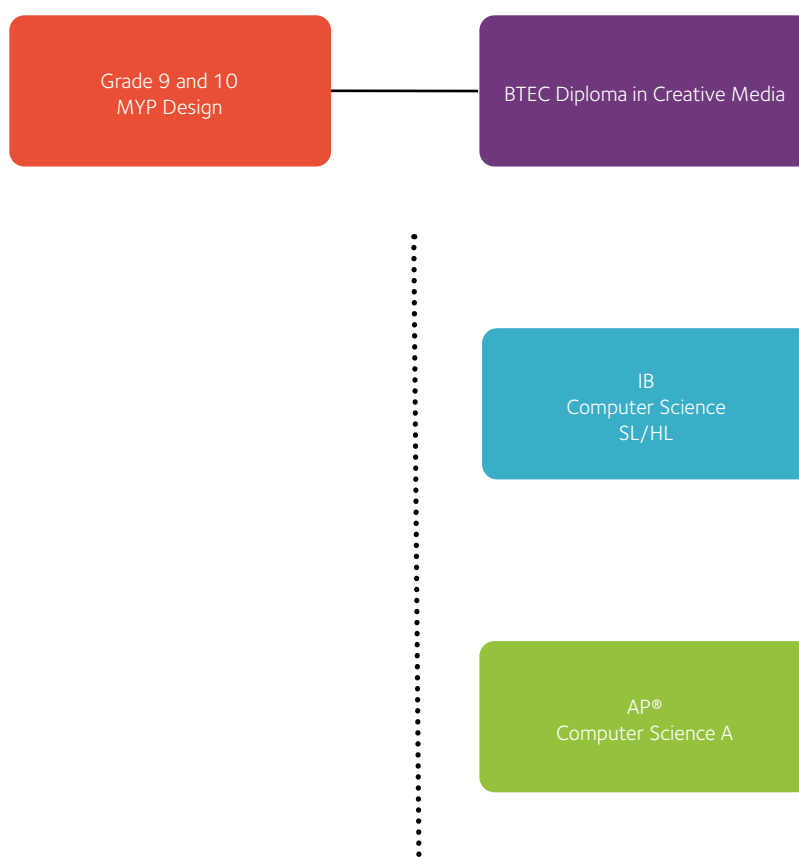 Grade 9 and 10
MYP Design
BTEC Diploma in Creative Media
IB
Computer Science
SL/HL
AP®
Computer Science A